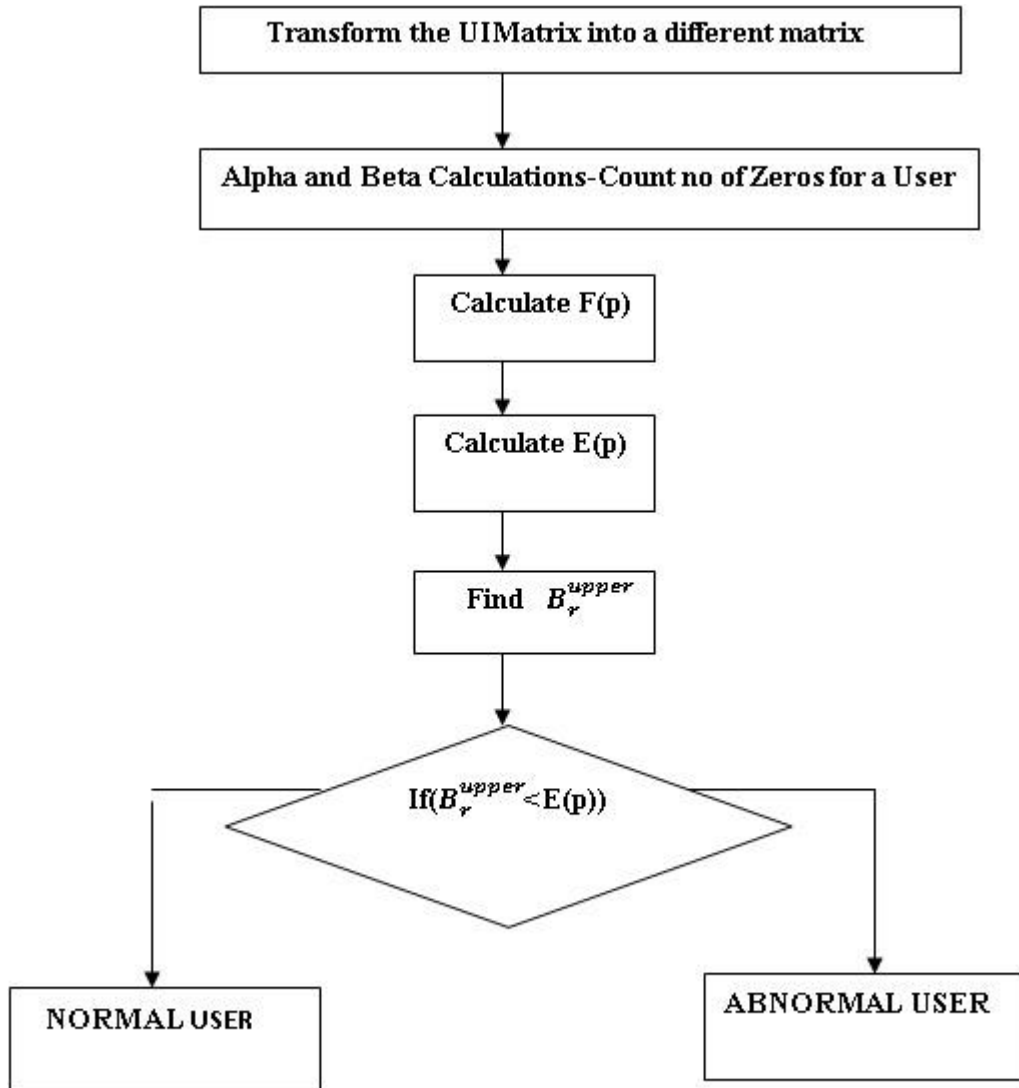 Transform the UIMatrix into a different matrix
Alpha and Beta Calculations-Count no of Zeros for a User
Calculate F(p)
Calculate E(p)
Find B_r^{upper}
If(B_r^{upper}<E(p))
NORMAL USER
ABNORMAL USER